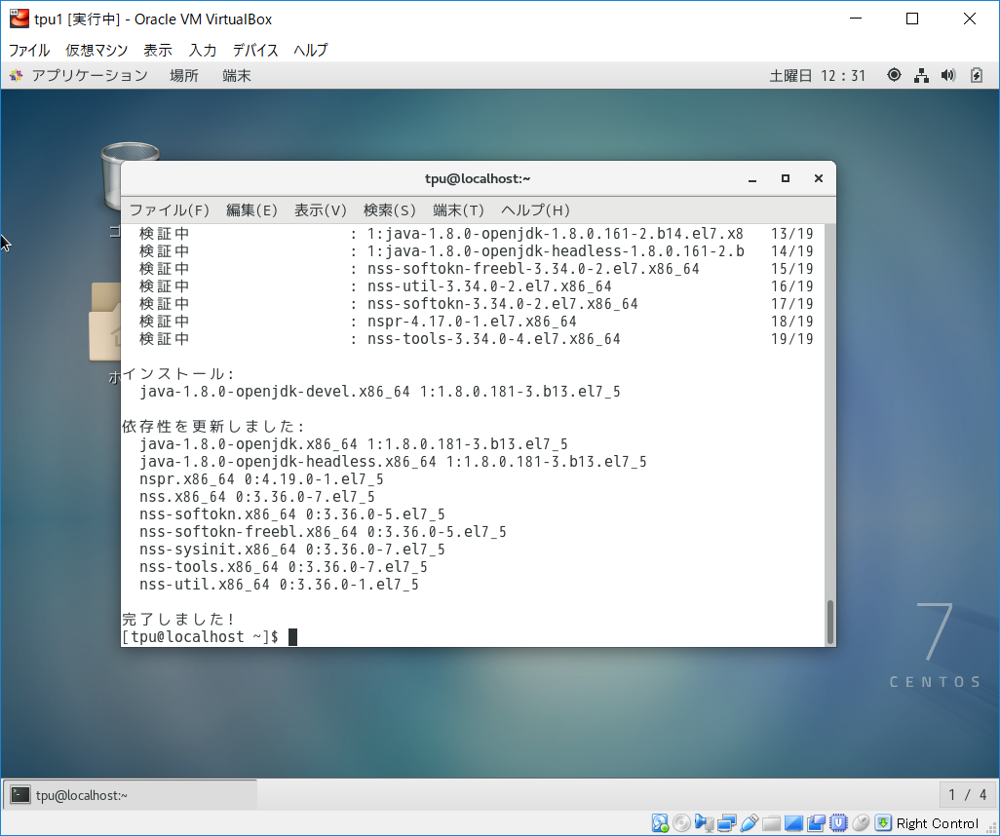 tpu1 [実行中] - Oracle VM VirtualBox
ファイル 仮想マシン 表示 入力 デバイス ヘルプ
アプリケーション 場所 端末 土曜日 12:31
tpu@localhost:~
ファイル(F) 編集(E) 表示(V) 検索(S) 端末(T) ヘルプ(H)
検証中 : 1:java-1.8.0-openjdk-1.8.0.161-2.b14.el7.x8 13/19
検証中 : 1:java-1.8.0-openjdk-headless-1.8.0.161-2.b 14/19
検証中 : nss-softokn-freebl-3.34.0-2.el7.x86_64 15/19
検証中 : nss-util-3.34.0-2.el7.x86_64 16/19
検証中 : nss-softokn-3.34.0-2.el7.x86_64 17/19
検証中 : nspr-4.17.0-1.el7.x86_64 18/19
検証中 : nss-tools-3.34.0-4.el7.x86_64 19/19
インストール:
java-1.8.0-openjdk-devel.x86_64 1:1.8.0.181-3.b13.el7_5
依存性を更新しました:
java-1.8.0-openjdk.x86_64 1:1.8.0.181-3.b13.el7_5
java-1.8.0-openjdk-headless.x86_64 1:1.8.0.181-3.b13.el7_5
nspr.x86_64 0:4.19.0-1.el7_5
nss.x86_64 0:3.36.0-7.el7_5
nss-softokn.x86_64 0:3.36.0-5.el7_5
nss-softokn-freebl.x86_64 0:3.36.0-5.el7_5
nss-sysinit.x86_64 0:3.36.0-7.el7_5
nss-tools.x86_64 0:3.36.0-7.el7_5
nss-util.x86_64 0:3.36.0-1.el7_5
完了しました!
[tpu@localhost ~]$
7
CENTOS
tpu@localhost:~ 1 / 4
Right Control